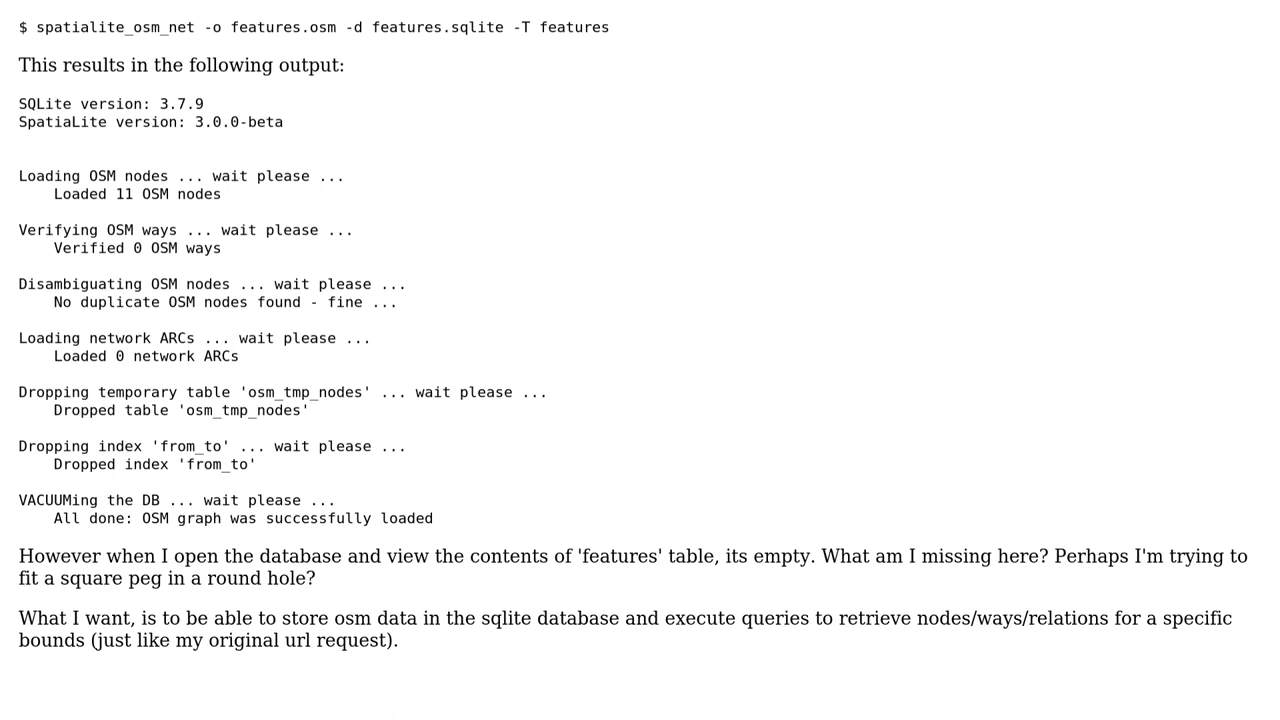 $ spatialite_osm_net -o features.osm -d features.sqlite -T features
This results in the following output:
SQLite version: 3.7.9
SpatiaLite version: 3.0.0-beta
Loading OSM nodes ... wait please ...
    Loaded 11 OSM nodes
Verifying OSM ways ... wait please ...
    Verified 0 OSM ways
Disambiguating OSM nodes ... wait please ...
    No duplicate OSM nodes found - fine ...
Loading network ARCs ... wait please ...
    Loaded 0 network ARCs
Dropping temporary table 'osm_tmp_nodes' ... wait please ...
    Dropped table 'osm_tmp_nodes'
Dropping index 'from_to' ... wait please ...
    Dropped index 'from_to'
VACUUMing the DB ... wait please ...
    All done: OSM graph was successfully loaded
However when I open the database and view the contents of 'features' table, its empty. What am I missing here? Perhaps I'm trying to
fit a square peg in a round hole?
What I want, is to be able to store osm data in the sqlite database and execute queries to retrieve nodes/ways/relations for a specific
bounds (just like my original url request).